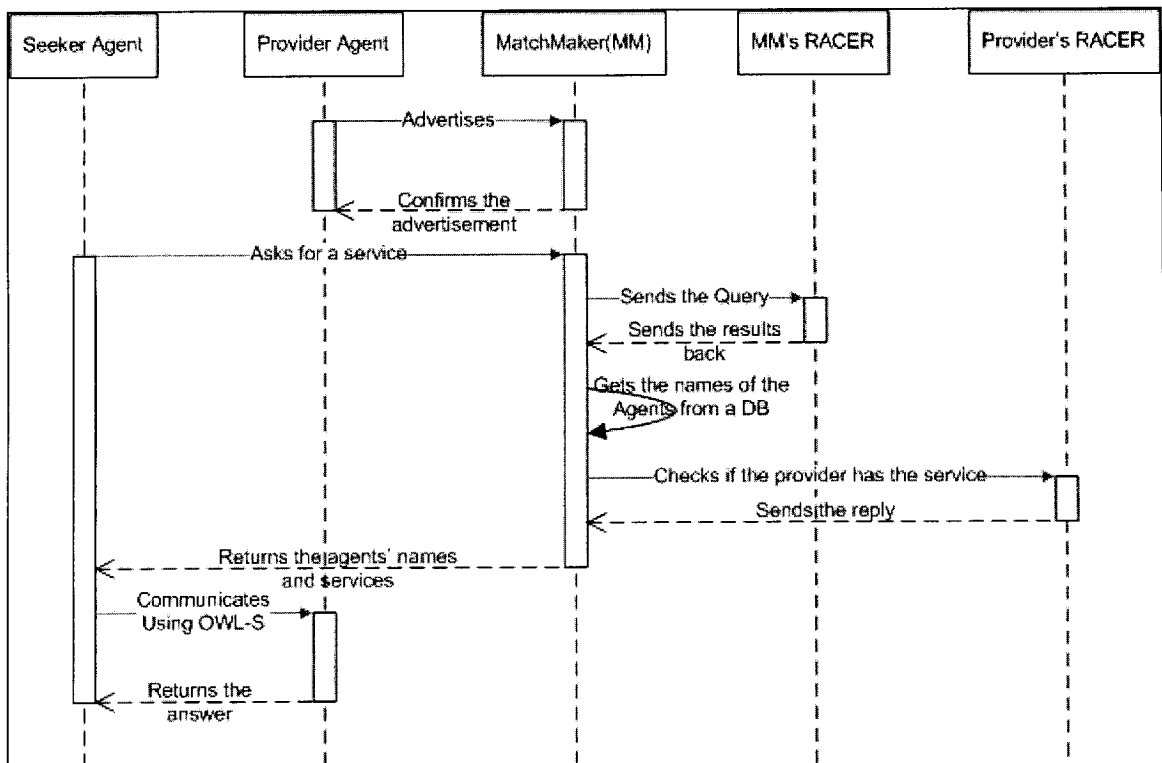 Seeker Agent
Provider Agent
MatchMaker(MM)
MM's RACER
Provider's RACER
Advertises
Confirms the
advertisement
Asks for a service
Sends the Query
Sends the results
back
Gets the names of the
Agents from a DB
Checks if the provider has the service
Sends the reply
Returns the agents' names
and services
Communicates
Using OWL-S
Returns the
answer